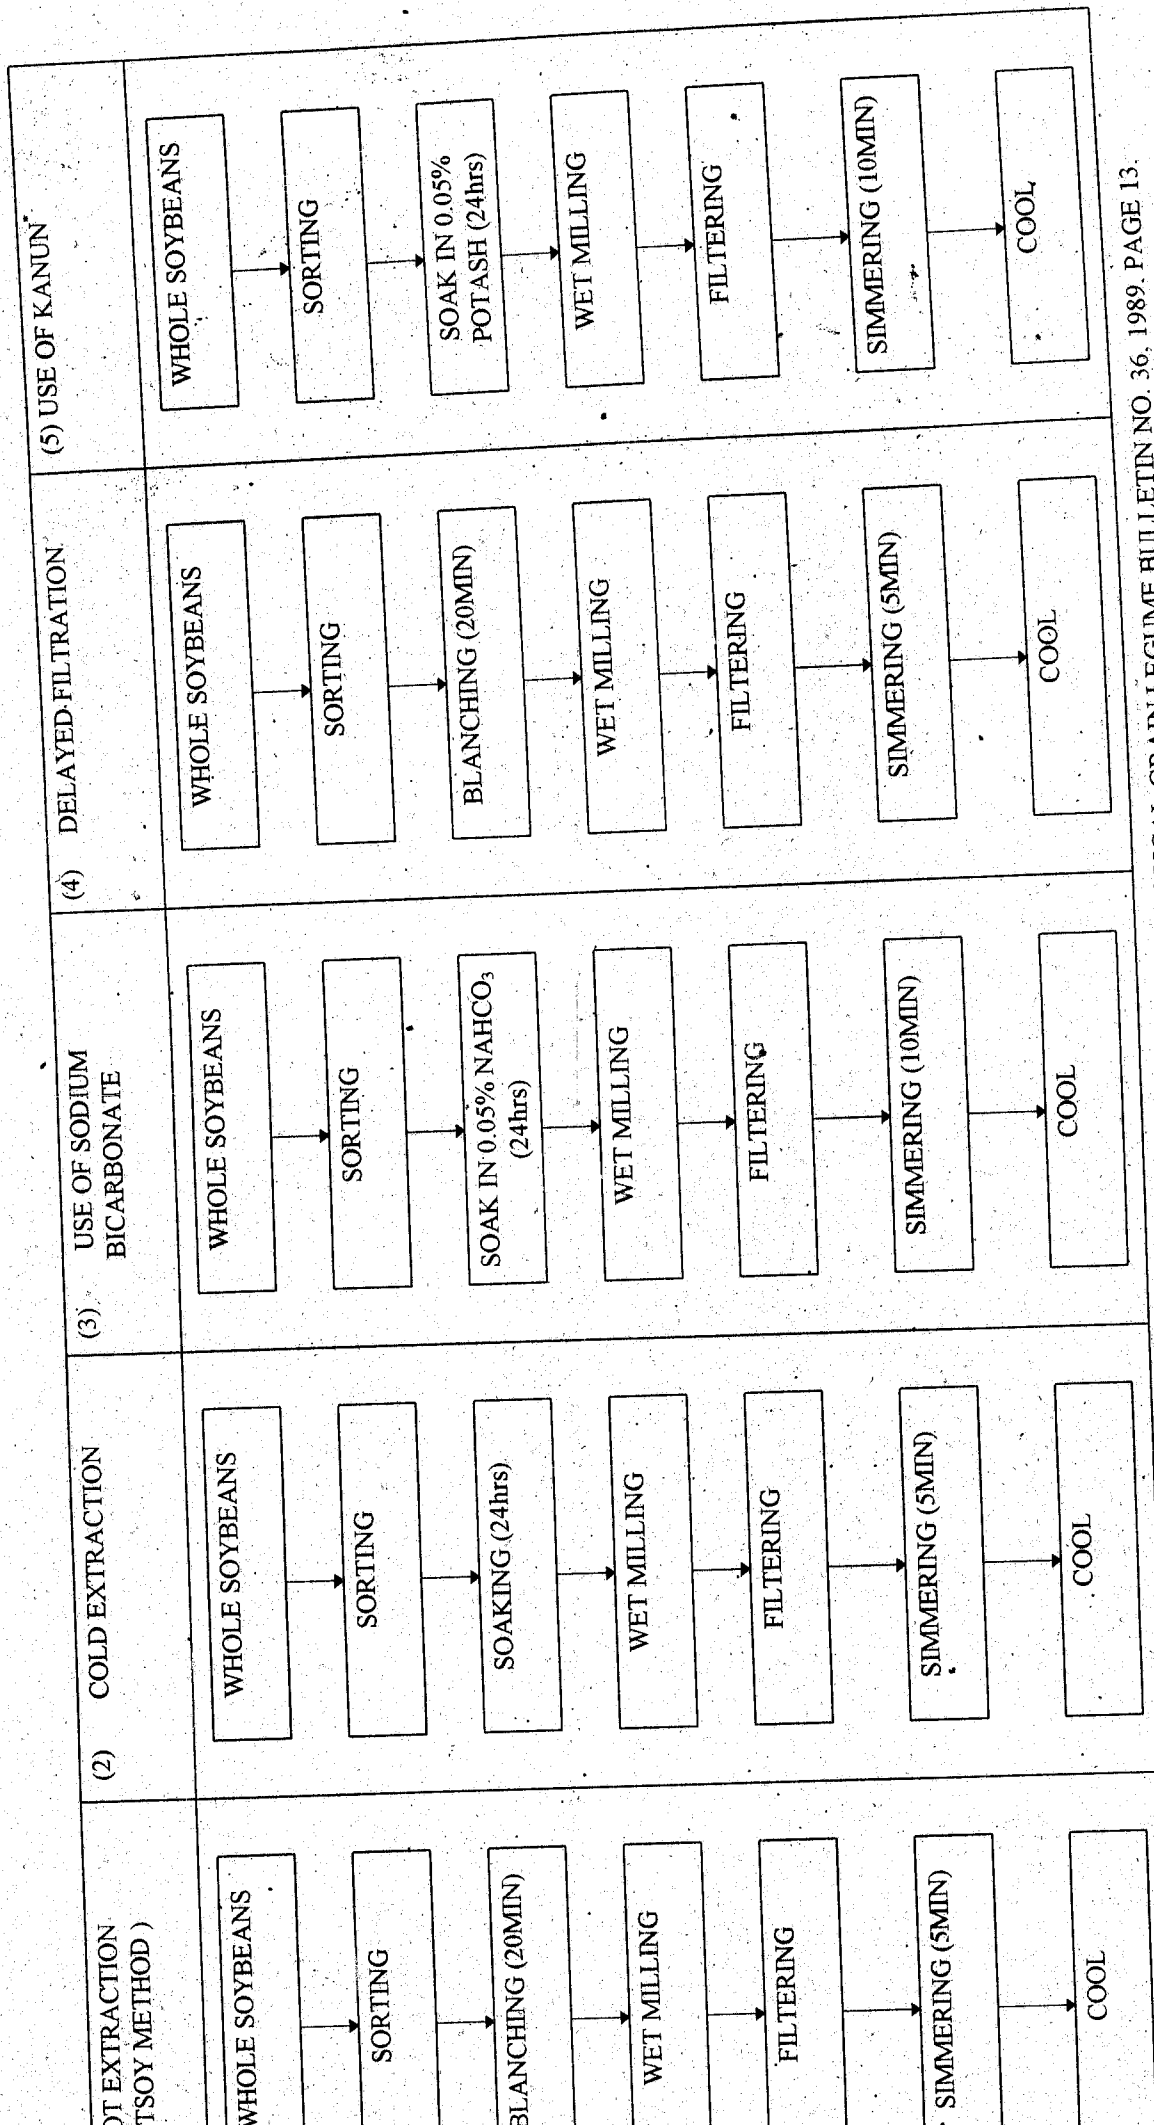 OT EXTRACTION
TSOY METHOD )
WHOLE SOYBEANS
SORTING
BLANCHING (20MIN)
WET MILLING
FILTERING
SIMMERING (5MIN)
COOL
(2) COLD EXTRACTION
WHOLE SOYBEANS
SORTING
SOAKING (24hrs)
WET MILLING
FILTERING
SIMMERING (5MIN)
COOL
(3) USE OF SODIUM
BICARBONATE
WHOLE SOYBEANS
SORTING
SOAK IN 0.05% NAHCO₃
(24hrs)
WET MILLING
FILTERING
SIMMERING (10MIN)
COOL
(4) DELAYED FILTRATION
WHOLE SOYBEANS
SORTING
BLANCHING (20MIN)
WET MILLING
FILTERING
SIMMERING (5MIN)
COOL
(5) USE OF KANUN*
WHOLE SOYBEANS
SORTING
SOAK IN 0.05%
POTASH (24hrs)
WET MILLING
FILTERING
SIMMERING (10MIN)
COOL
GRAIN LEGUME BULLETIN NO. 36, 1989. PAGE 13.